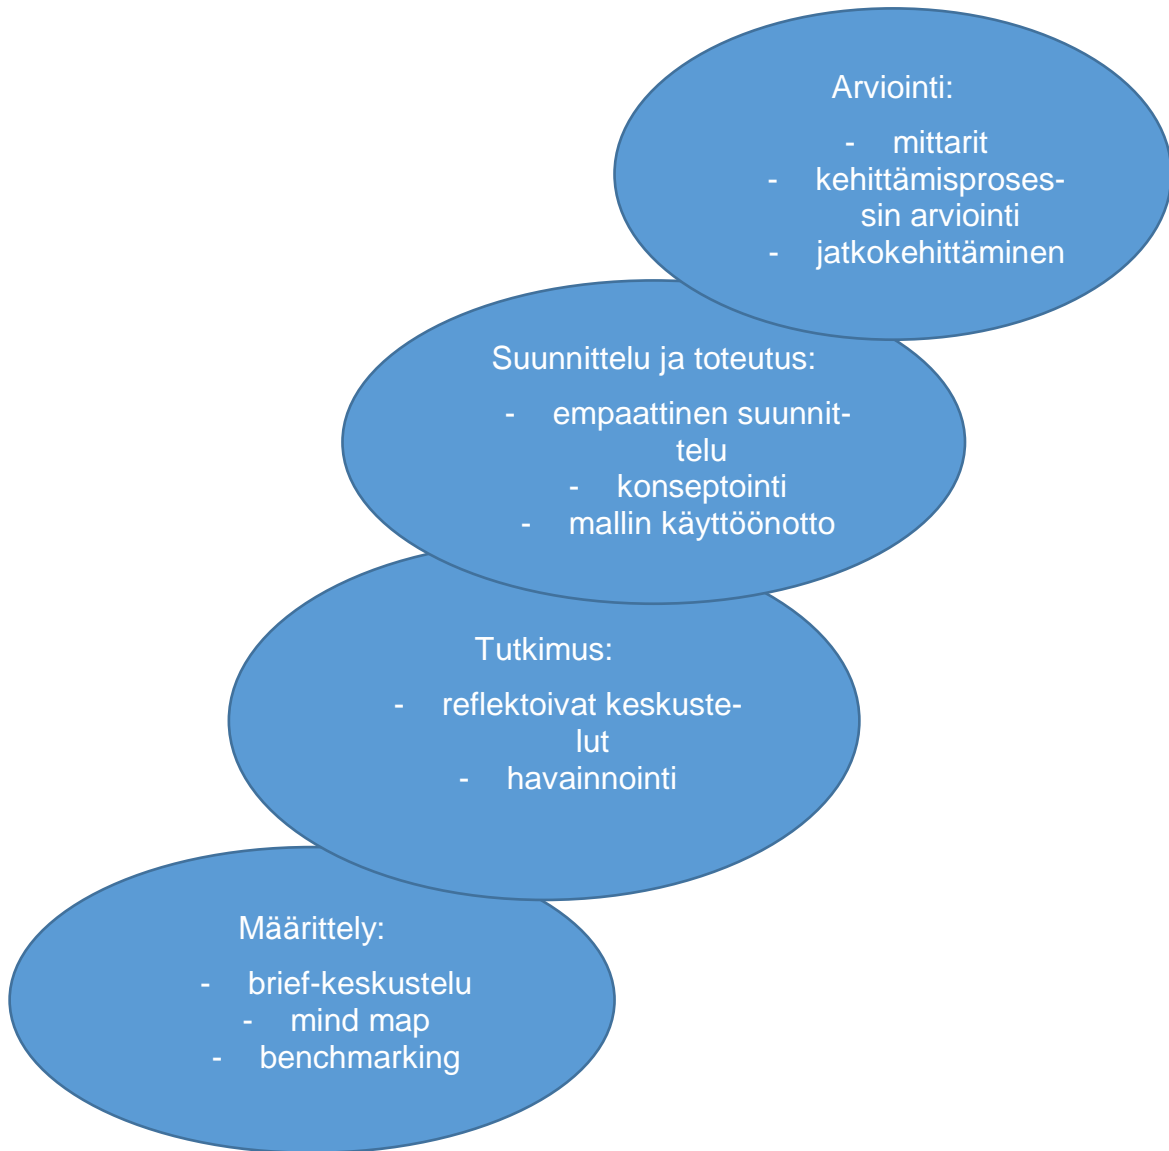 Arviointi:
- mittarit
- kehittämisproses-
sin arviointi
- jatkokehittäminen
Suunnittelu ja toteutus:
- empaattinen suunnit-
telu
- konseptointi
- mallin käyttöönotto
Tutkimus:
- reflektoivat keskuste-
lut
- havainnointi
Määrittely:
- brief-keskustelu
- mind map
- benchmarking